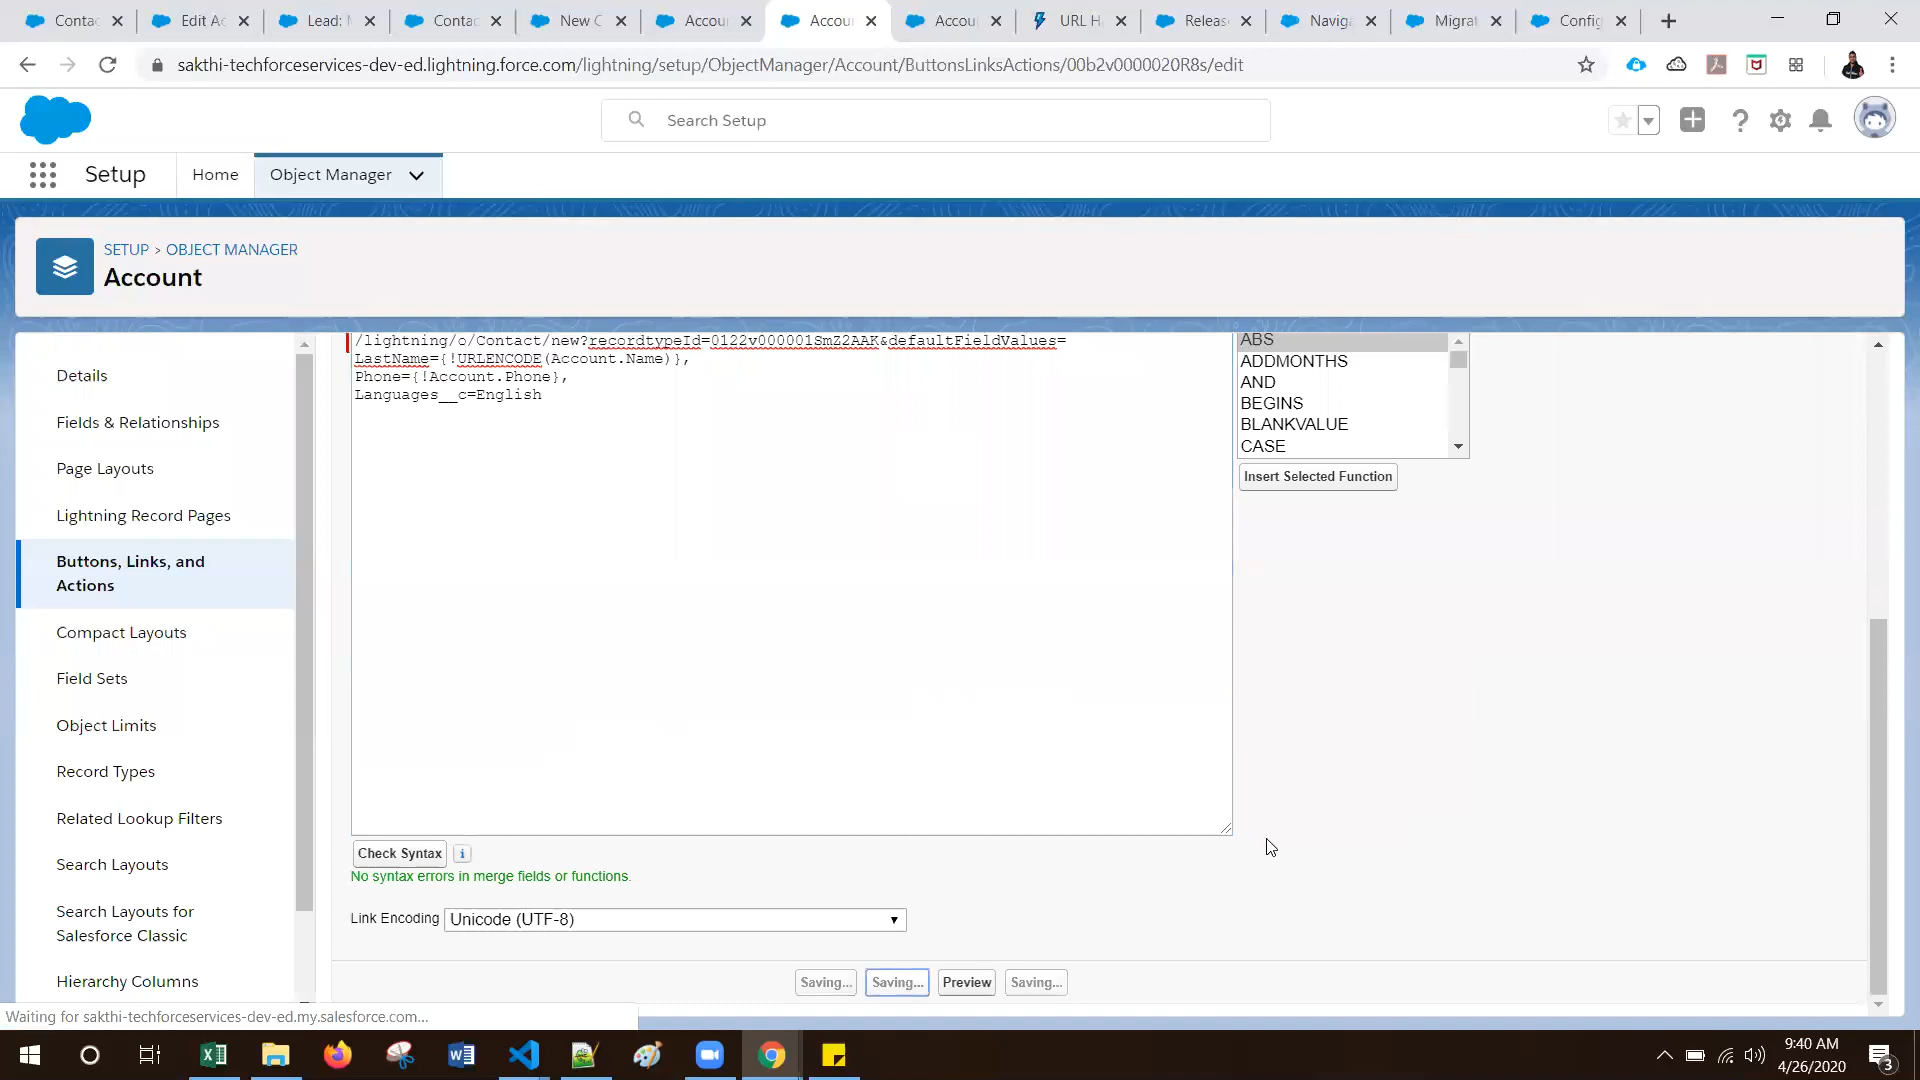 Conta
Edit Ac
Lead: 
Conta
New C
Accou
Accou
Accou
URL H
Releas
Naviga
Migrat
Config
sakthi-techforceservices-dev-ed.lightning.force.com/lightning/setup/ObjectManager/Account/ButtonsLinksActions/00b2v0000020R8s/edit
Search Setup
Setup
Home
Object Manager
SETUP > OBJECT MANAGER
Account
Details
Fields & Relationships
Page Layouts
Lightning Record Pages
Buttons, Links, and
Actions
Compact Layouts
Field Sets
Object Limits
Record Types
Related Lookup Filters
Search Layouts
Search Layouts for
Salesforce Classic
Hierarchy Columns
/lightning/o/Contact/new?recordtypeId=0122v000001SmZ2AAK&defaultFieldValues=
LastName={!URLENCODE(Account.Name)},
Phone={!Account.Phone},
Languages__c=English
ABS
ADDMONTHS
AND
BEGINS
BLANKVALUE
CASE
Insert Selected Function
Check Syntax
No syntax errors in merge fields or functions.
Link Encoding Unicode (UTF-8)
Saving... Saving... Preview Saving...
Waiting for sakthi-techforceservices-dev-ed.my.salesforce.com...
9:40 AM
4/26/2020
3